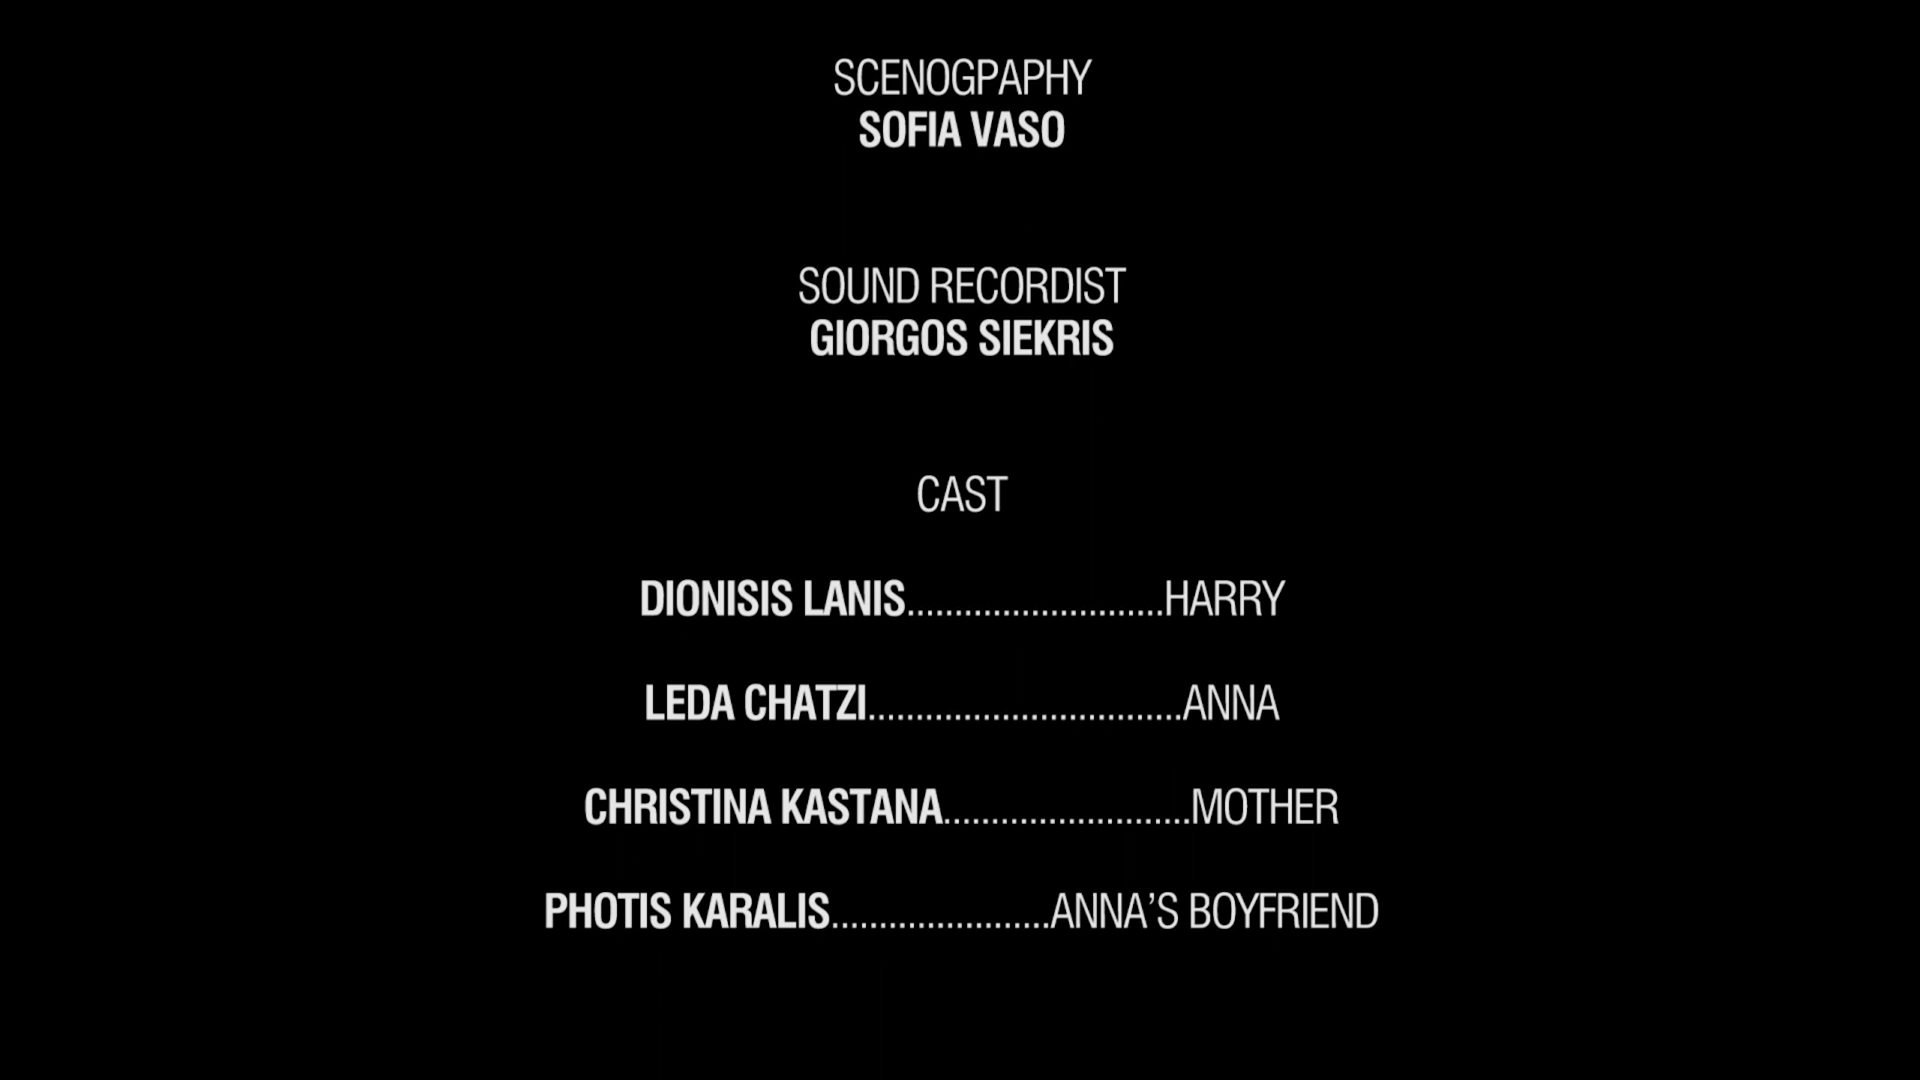 SCENOGPAPHY
SOFIA VASO
SOUND RECORDIST
GIORGOS SIEKRIS
CAST
DIONISIS LANIS...........................HARRY
LEDA CHATZI.................................ANNA
CHRISTINA KASTANA..........................MOTHER
PHOTIS KARALIS.......................ANNA’S BOYFRIEND